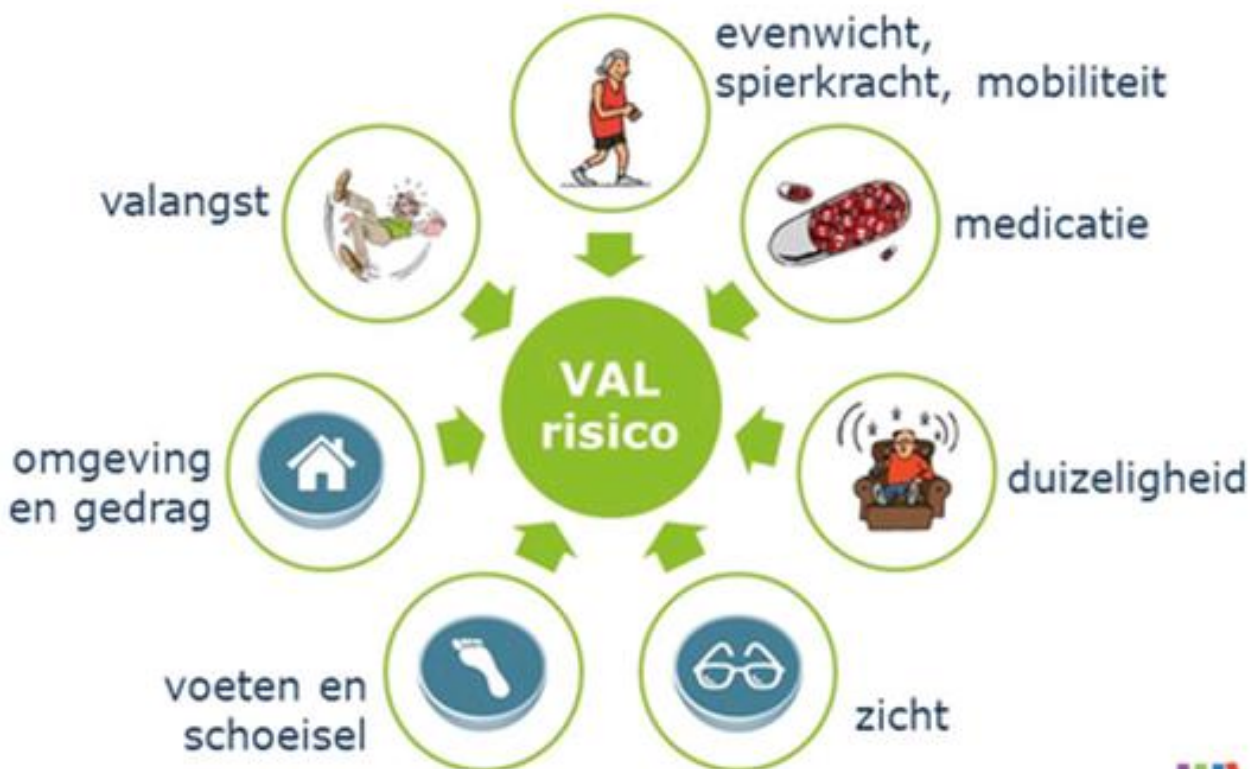 evenwicht,
spierkracht, mobiliteit
valangst
medicatie
VAL
risico
omgeving
en gedrag
duizeligheid
voeten en
schoeisel
zicht